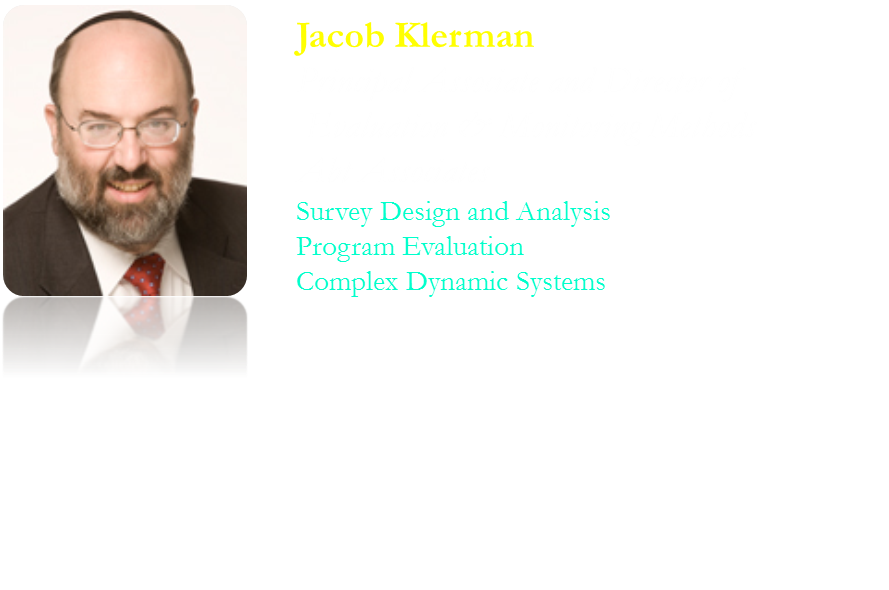 Jacob Klerman
Survey Design and Analysis
Program Evaluation
Complex Dynamic Systems